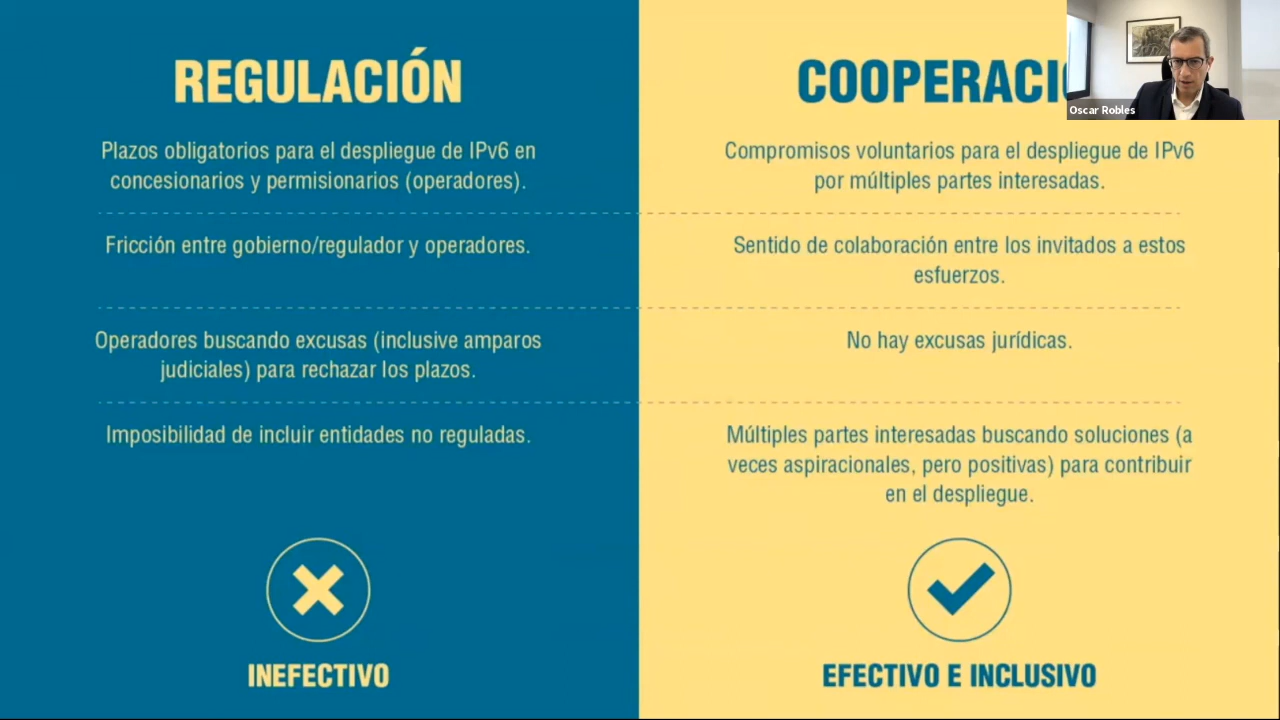 REGULACIÓN
Plazos obligatorios para el despliegue de IPv6 en
concesionarios y permisionarios (operadores).
Fricción entre gobierno/regulador y operadores.
Operadores buscando excusas (inclusive amparos
judiciales) para rechazar los plazos.
Imposibilidad de incluir entidades no reguladas.
INEFECTIVO
COOPERACIÓ
Compromisos voluntarios para el despliegue de IPv6
por múltiples partes interesadas.
Sentido de colaboración entre los invitados a estos
esfuerzos.
No hay excusas jurídicas.
Múltiples partes interesadas buscando soluciones (a
veces aspiracionales, pero positivas) para contribuir
en el despliegue.
EFECTIVO E INCLUSIVO
Oscar Robles